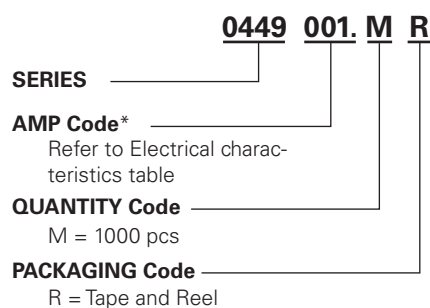 0449 001. M R
SERIES
AMP Code*
Refer to Electrical charac-
teristics table
QUANTITY Code
M = 1000 pcs
PACKAGING Code
R = Tape and Reel